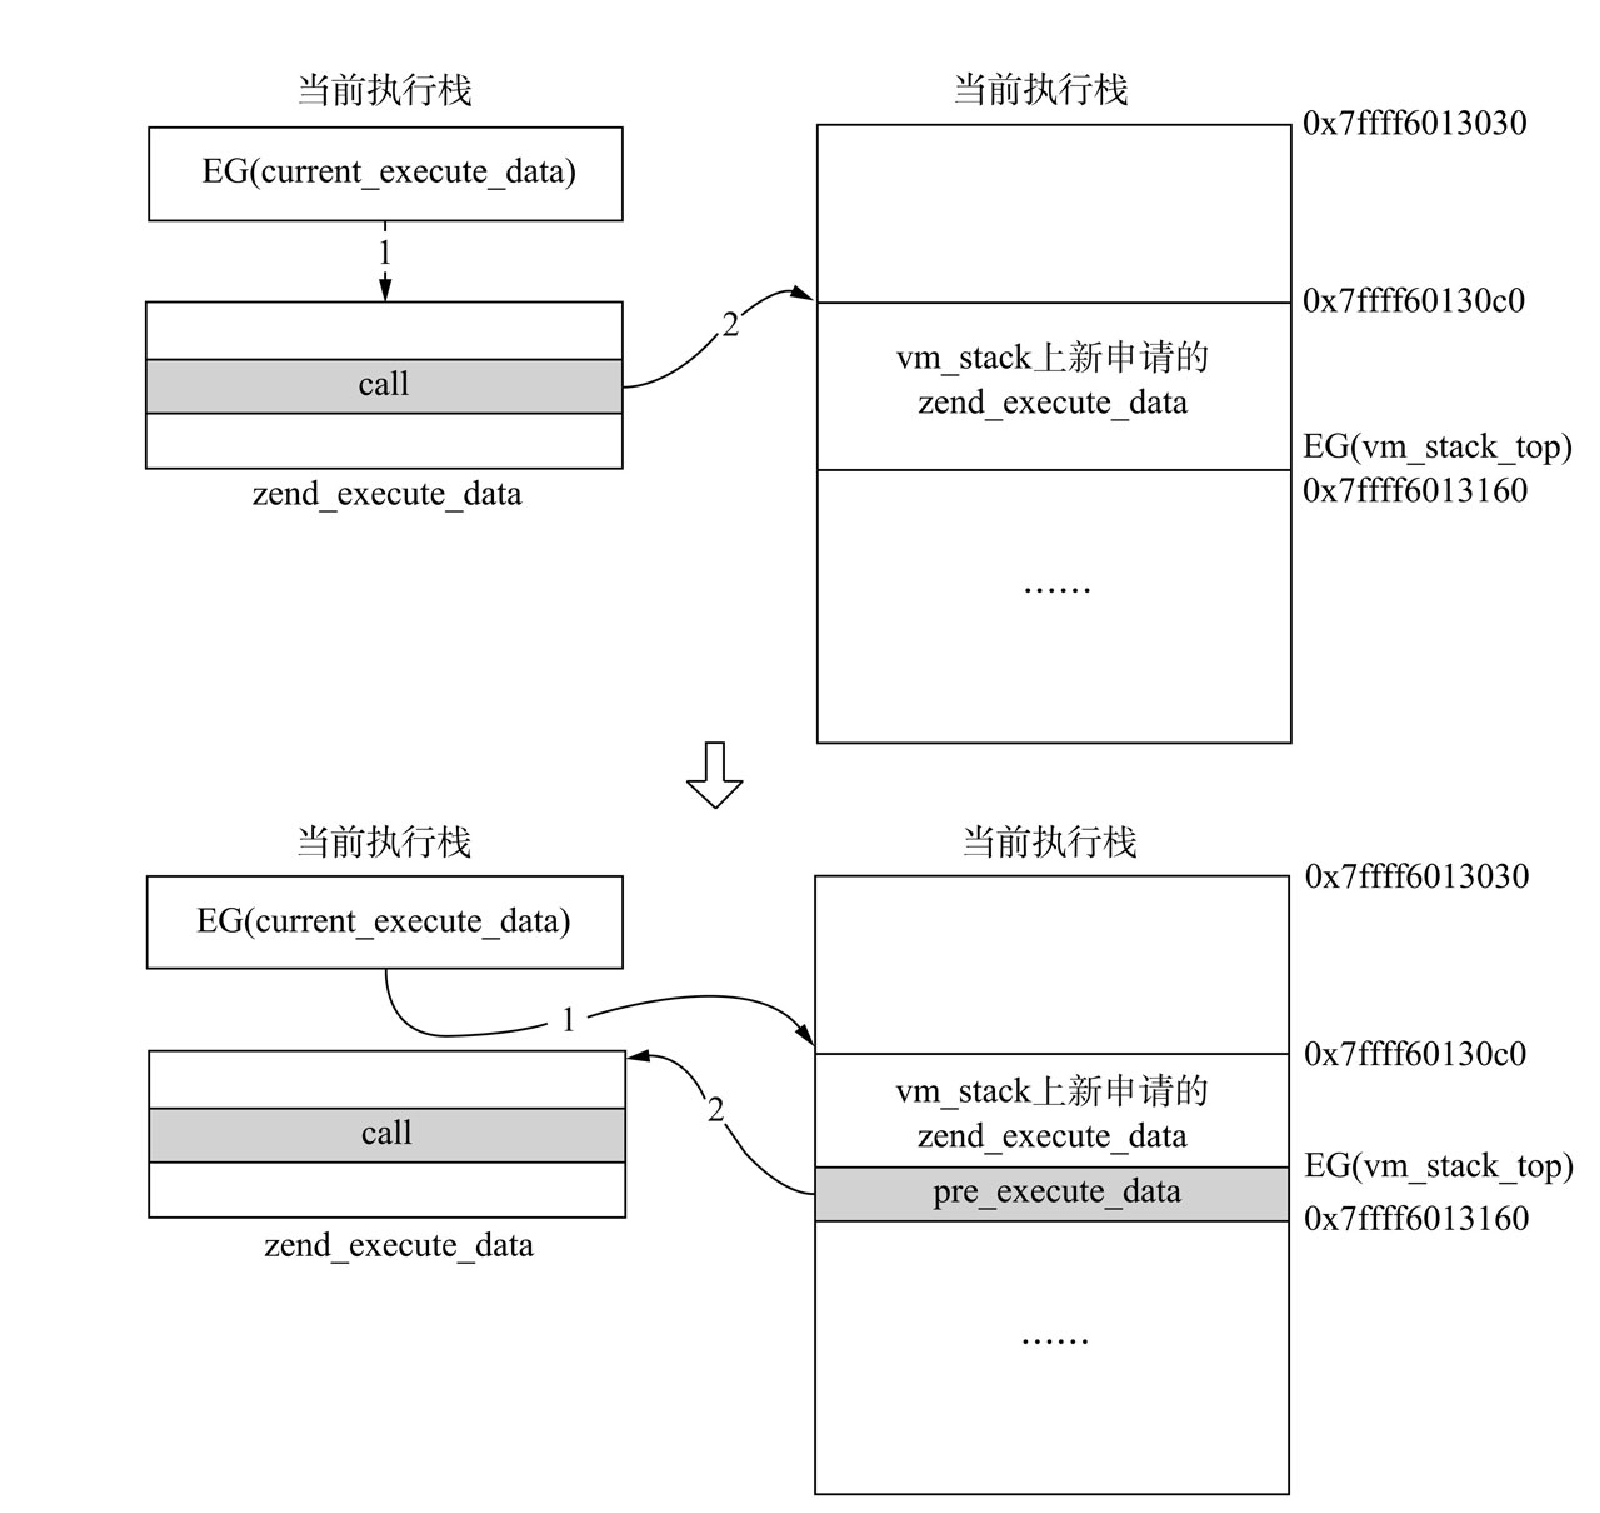 当前执行栈
当前执行栈
0x7ffff6013030
EG(current_execute_data)
1
0x7ffff60130c0
2
vm_stack上新申请的
call
zend_execute_data
EG(vm_stack_top)
zend_execute_data
0x7ffff6013160
……
当前执行栈
当前执行栈
0x7ffff6013030
EG(current_execute_data)
1
0x7ffff60130c0
vm_stack上新申请的
2
call
zend_execute_data
EG(vm_stack_top)
pre_execute_data
0x7ffff6013160
zend_execute_data
……